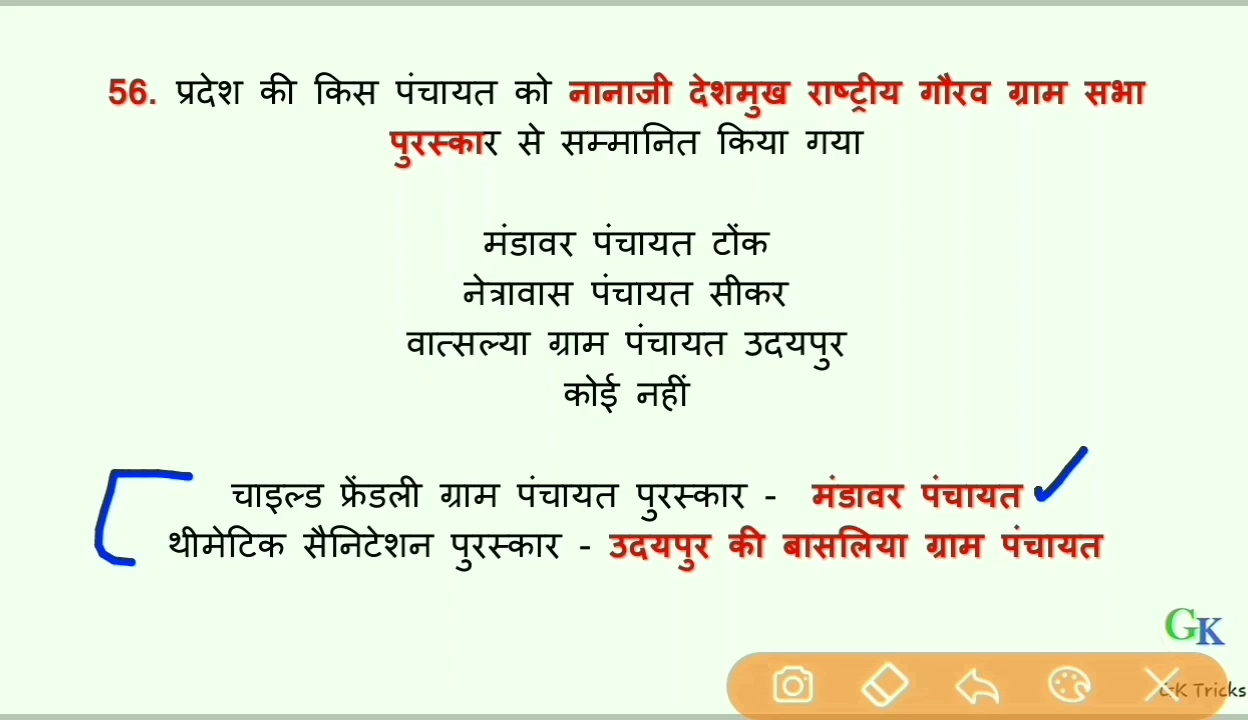 56. प्रदेश की किस पंचायत को नानाजी देशमुख राष्ट्रीय गौरव ग्राम सभा
पुरस्कार से सम्मानित किया गया
मंडावर पंचायत टोंक
नेत्रावास पंचायत सीकर
वात्सल्या ग्राम पंचायत उदयपुर
कोई नहीं
चाइल्ड फ्रेंडली ग्राम पंचायत पुरस्कार - मंडावर पंचायत
थीमेटिक सैनिटेशन पुरस्कार - उदयपुर की बासलिया ग्राम पंचायत
GK
GK Tricks